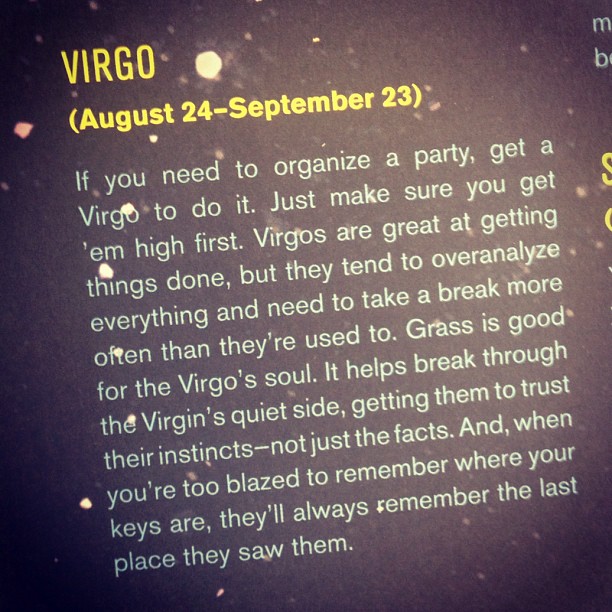 VIRGO
(August 24–September 23)
If you need to organize a party, get a
Virgo to do it. Just make sure you get
'em high first. Virgos are great at getting
things done, but they tend to overanalyze
everything and need to take a break more
often than they're used to. Grass is good
for the Virgo's soul. It helps break through
the Virgin's quiet side, getting them to trust
their instincts—not just the facts. And, when
you're too blazed to remember where your
keys are, they'll always remember the last
place they saw them.